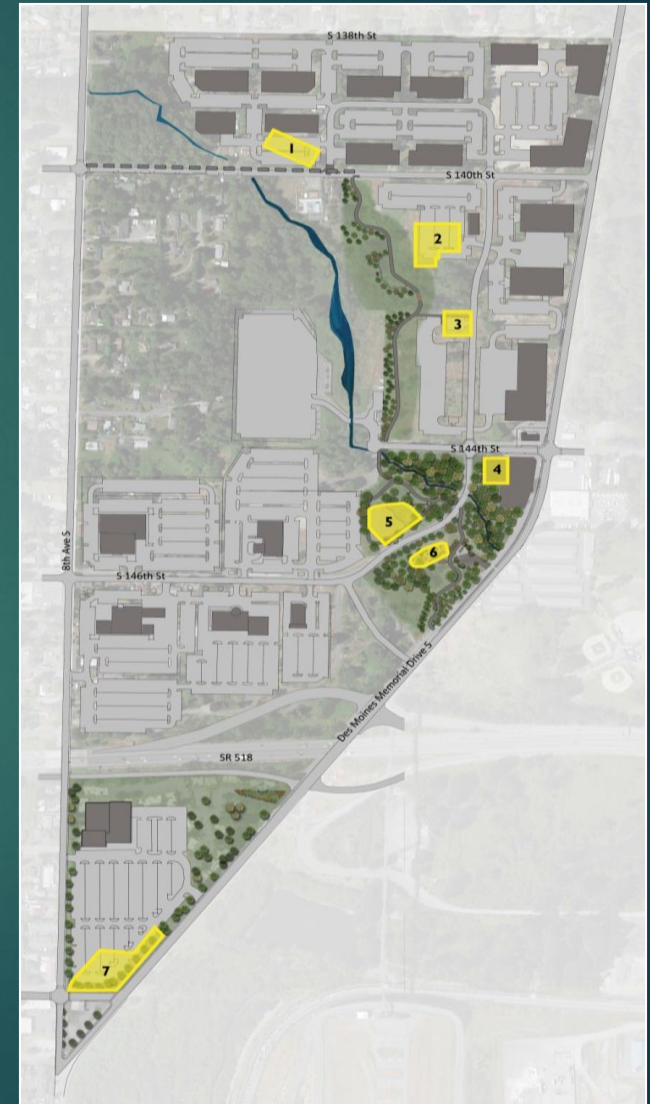 S 138th St
1
S 140th St
2
3
S 144th St
4
5
6
8th Ave S
S 146th St
Des Moines Memorial Drive S
SR 518
7